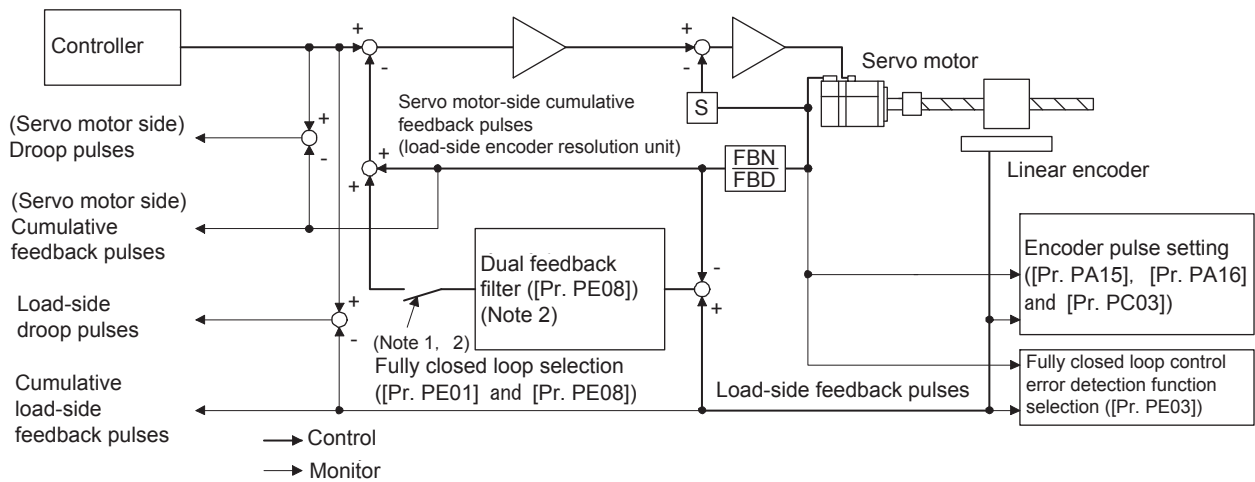 Controller
+
-
+
-
S
Servo motor
Linear encoder
(Servo motor side)
Droop pulses
+
-
Servo motor-side cumulative
feedback pulses
(load-side encoder resolution unit)
+
+
FBN
FBD
(Servo motor side)
Cumulative
feedback pulses
Encoder pulse setting
([Pr. PA15], [Pr. PA16]
and [Pr. PC03])
Dual feedback
filter ([Pr. PE08])
(Note 2)
-
+
Load-side
droop pulses
+
-
(Note 1, 2)
Fully closed loop selection
([Pr. PE01] and [Pr. PE08])
Load-side feedback pulses
Fully closed loop control
error detection function
selection ([Pr. PE03])
Cumulative
load-side
feedback pulses
Control
Monitor